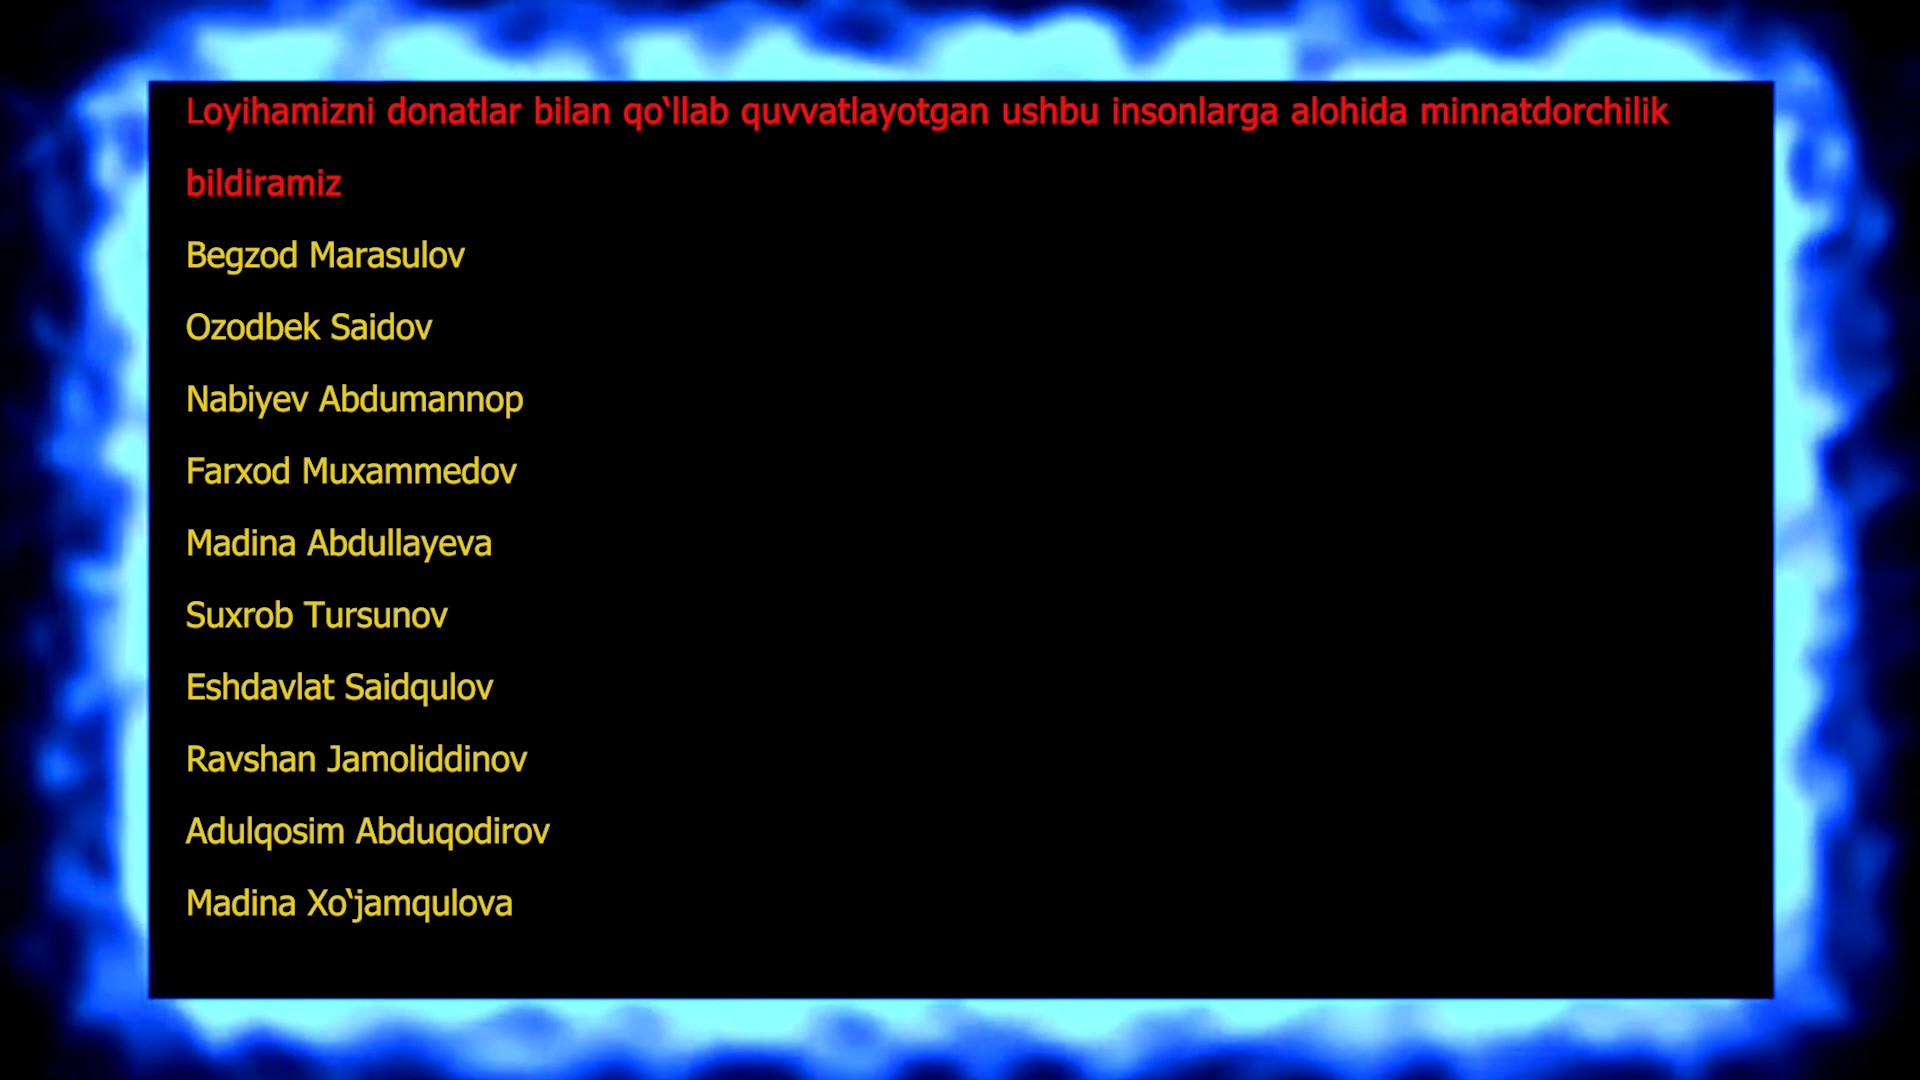 Loyihamizni donatlar bilan qo‘llab quvvatlayotgan ushbu insonlarga alohida minnatdorchilik
bildiramiz
Begzod Marasulov
Ozodbek Saidov
Nabiyev Abdumannop
Farxod Muxammedov
Madina Abdullayeva
Suxrob Tursunov
Eshdavlat Saidqulov
Ravshan Jamoliddinov
Adulqosim Abduqodirov
Madina Xo‘jamqulova